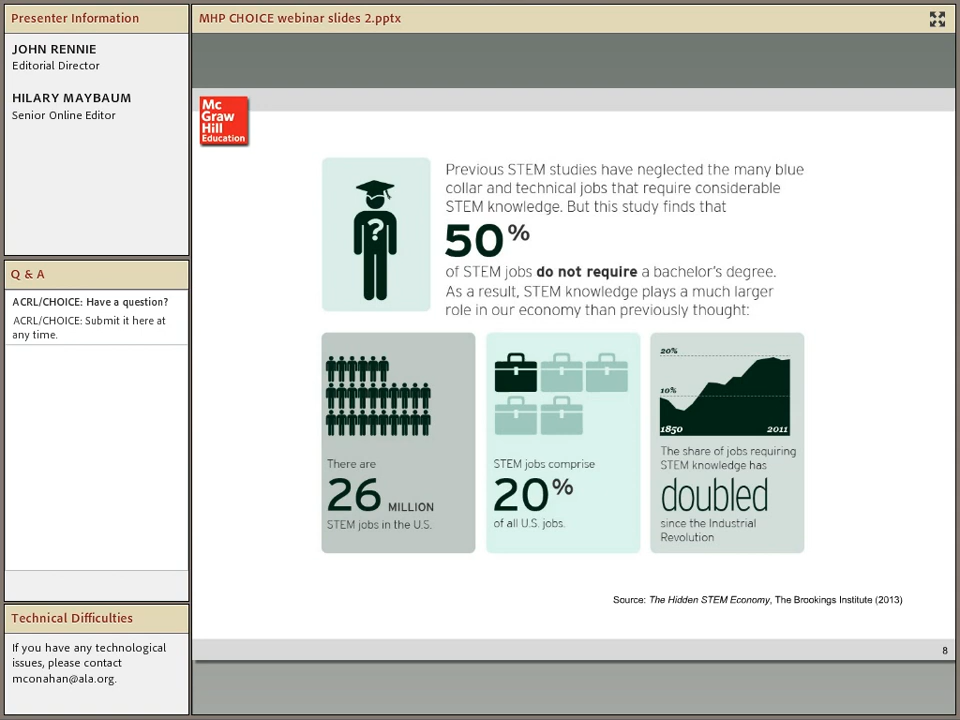 Presenter Information
JOHN RENNIE
Editorial Director
HILARY MAYBAUM
Senior Online Editor
Q & A
ACRL/CHOICE: Have a question?
ACRL/CHOICE: Submit it here at
any time.
Technical Difficulties
If you have any technological
issues, please contact
mconahan@ala.org.
MHP CHOICE webinar slides 2.pptx
Mc
Graw
Hill
Education
?
Previous STEM studies have neglected the many blue
collar and technical jobs that require considerable
STEM knowledge. But this study finds that
50%
of STEM jobs do not require a bachelor's degree.
As a result, STEM knowledge plays a much larger
role in our economy than previously thought:
There are
26 MILLION
STEM jobs in the U.S.
STEM jobs comprise
20%
of all U.S. jobs.
20%
10%
1850 2011
The share of jobs requiring
STEM knowledge has
doubled
since the Industrial
Revolution
Source: The Hidden STEM Economy, The Brookings Institute (2013)
8